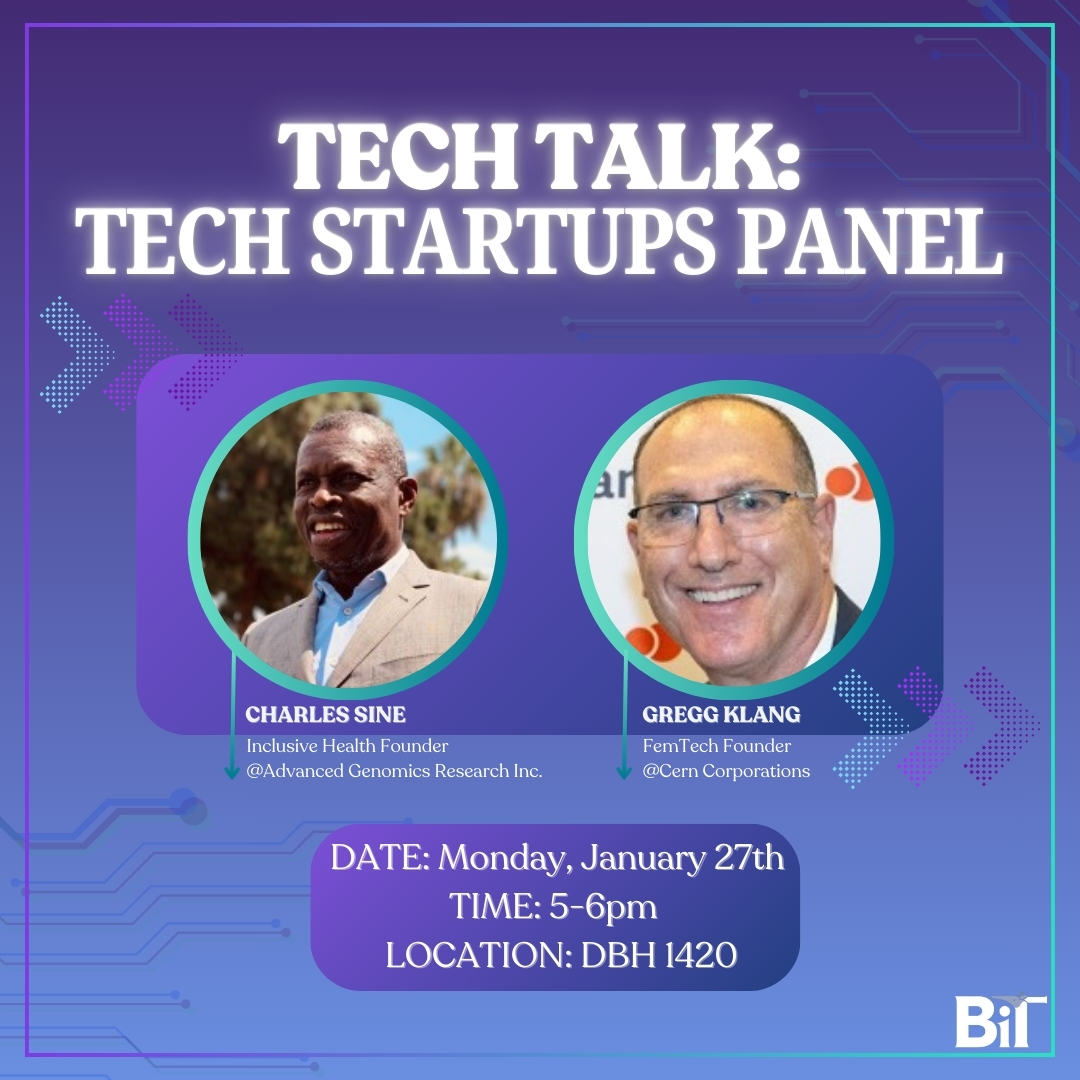 TECH TALK:
TECH STARTUPS PANEL
ar
CHARLES SINE
Inclusive Health Founder
@Advanced Genomics Research Inc.
GREGG KLANG
FemTech Founder
@Cern Corporations
DATE: Monday, January 27th
TIME: 5-6pm
LOCATION: DBH 1420
BiT